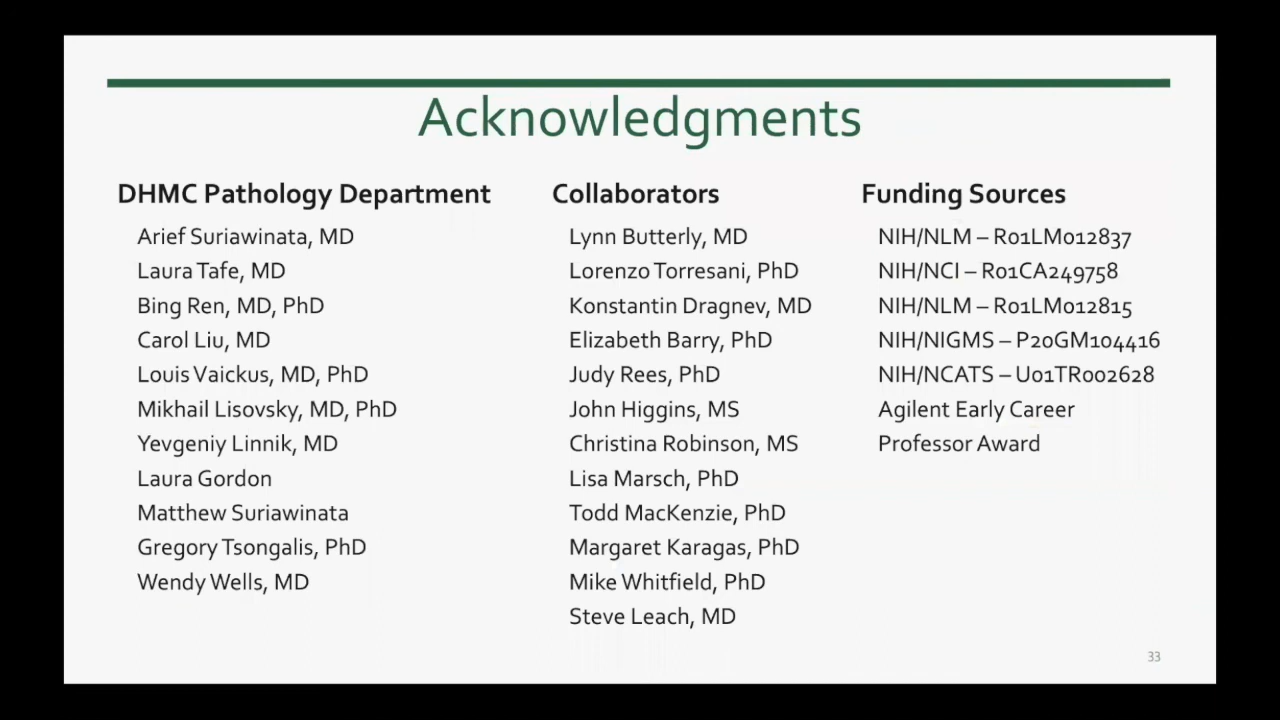 Acknowledgments
DHMC Pathology Department
Arief Suriawinata, MD
Laura Tafe, MD
Bing Ren, MD, PhD
Carol Liu, MD
Louis Vaickus, MD, PhD
Mikhail Lisovsky, MD, PhD
Yevgeniy Linnik, MD
Laura Gordon
Matthew Suriawinata
Gregory Tsongalis, PhD
Wendy Wells, MD
Collaborators
Lynn Butterly, MD
Lorenzo Torresani, PhD
Konstantin Dragnev, MD
Elizabeth Barry, PhD
Judy Rees, PhD
John Higgins, MS
Christina Robinson, MS
Lisa Marsch, PhD
Todd MacKenzie, PhD
Margaret Karagas, PhD
Mike Whitfield, PhD
Steve Leach, MD
Funding Sources
NIH/NLM – R01LM012837
NIH/NCI – R01CA249758
NIH/NLM – R01LM012815
NIH/NIGMS – P20GM104416
NIH/NCATS – U01TR002628
Agilent Early Career
Professor Award
33